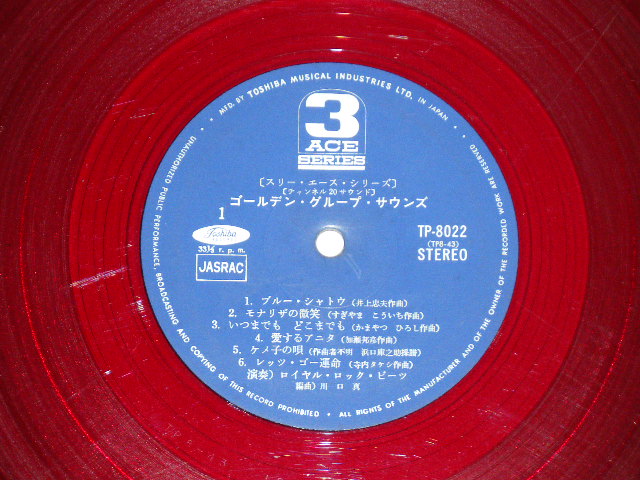 MFD. BY TOSHIBA MUSICAL INDUSTRIES LTD. IN JAPAN
ALL RIGHTS OF THE MANUFACTURER AND OF THE OWNER OF THE RECORDED WORK ARE RESERVED
UNAUTHORIZED PUBLIC PERFORMANCE, BROADCASTING AND COPYING OF THIS RECORD PROHIBITED
3
ACE
SERIES
〔スリー・エース・シリーズ〕
〔チャンネル20サウンド〕
ゴールデン・グループ・サウンズ
1
Toshiba
33⅓ r. p. m.
JASRAC
TP-8022
(TP8-43)
STEREO
1. ブルー・シャトウ (井上忠夫作曲)
2. モナリザの微笑 (すぎやま こういち作曲)
3. いつまでも どこまでも (かまやつ ひろし作曲)
4. 愛するアニタ (加瀬邦彦作曲)
5. ケメ子の唄 (作曲者不明 浜口庫之助採譜)
6. レッツ・ゴー運命 (寺内タケシ作曲)
演奏) ロイヤル・ロック・ビーツ
編曲) 川口 真